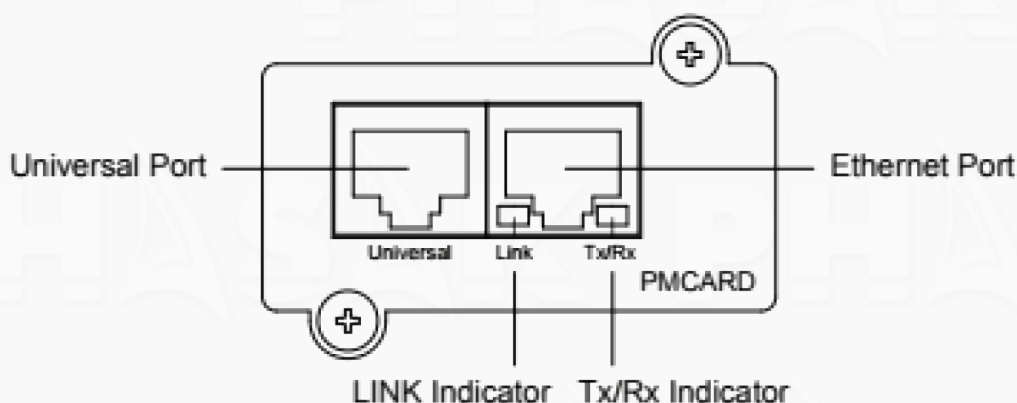 Universal Port
Ethernet Port
Universal
Link
Tx/Rx
PMCARD
LINK Indicator
Tx/Rx Indicator